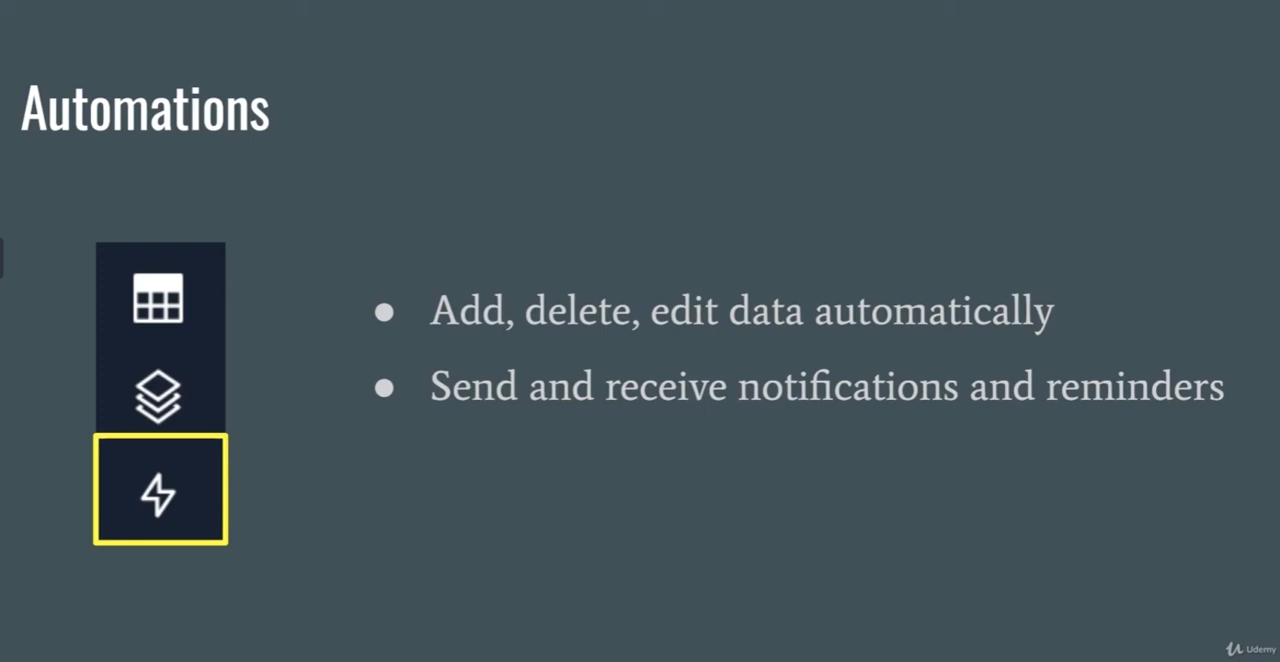 Automations
● Add, delete, edit data automatically
● Send and receive notifications and reminders
Udemy